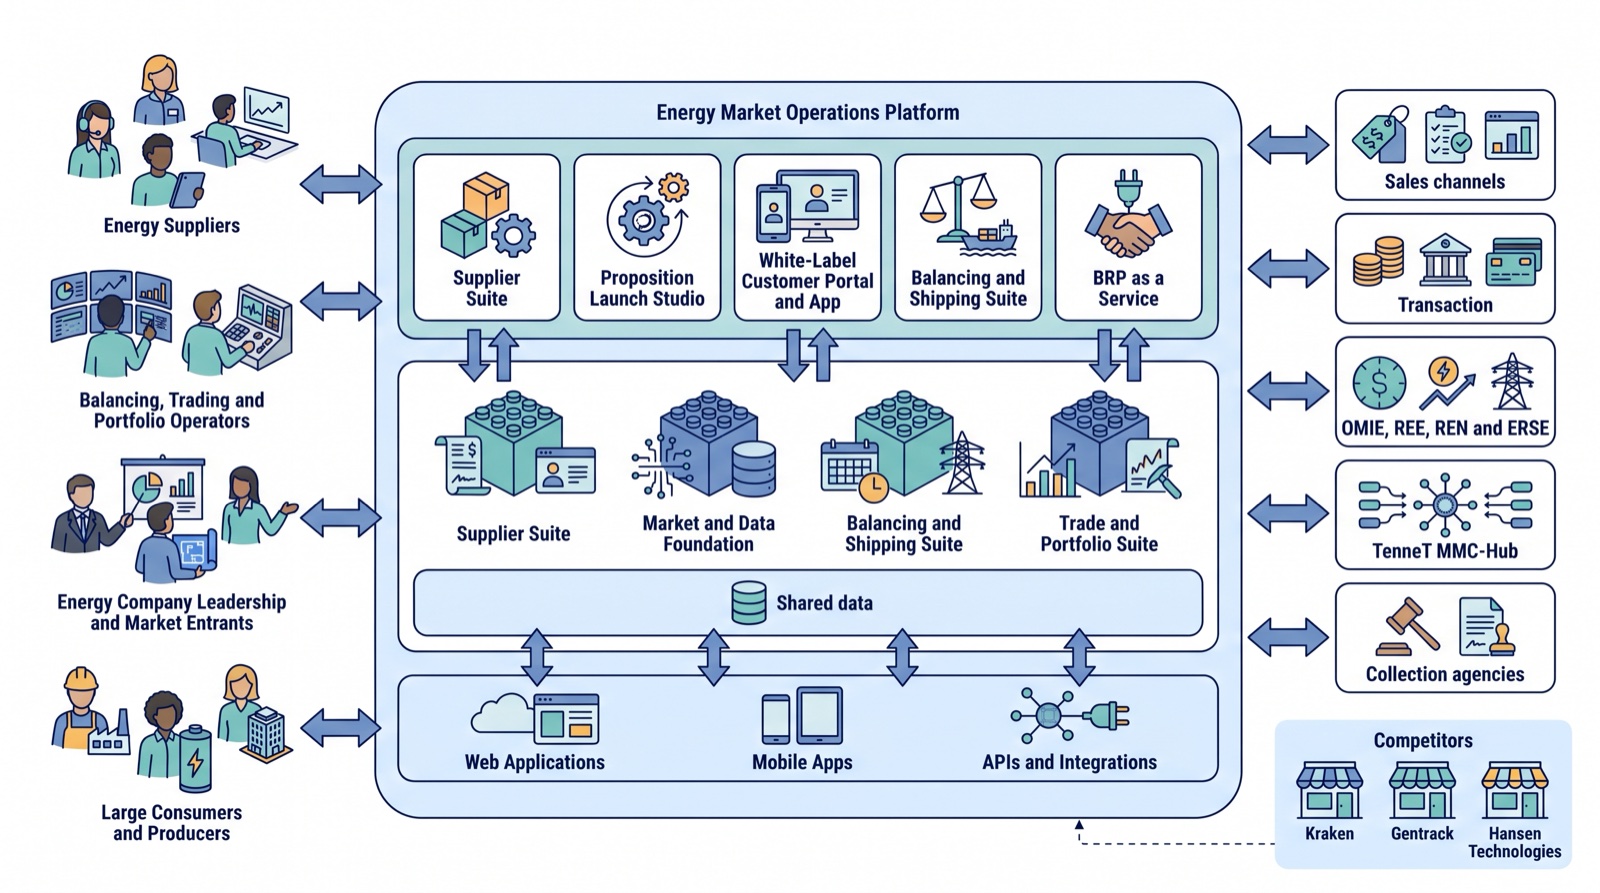 Energy Market Operations Platform
Energy Suppliers
Balancing, Trading and
Portfolio Operators
Energy Company Leadership
and Market Entrants
Large Consumers
and Producers
Supplier
Suite
Proposition
Launch Studio
White-Label
Customer Portal
and App
Balancing and
Shipping Suite
BRP as a
Service
Supplier Suite
Market and Data
Foundation
Balancing and
Shipping Suite
Trade and
Portfolio Suite
Shared data
Web Applications
Mobile Apps
APIs and Integrations
Sales channels
Transaction
OMIE, REE, REN and ERSE
TenneT MMC-Hub
Collection agencies
Competitors
Kraken
Gentrack
Hansen
Technologies